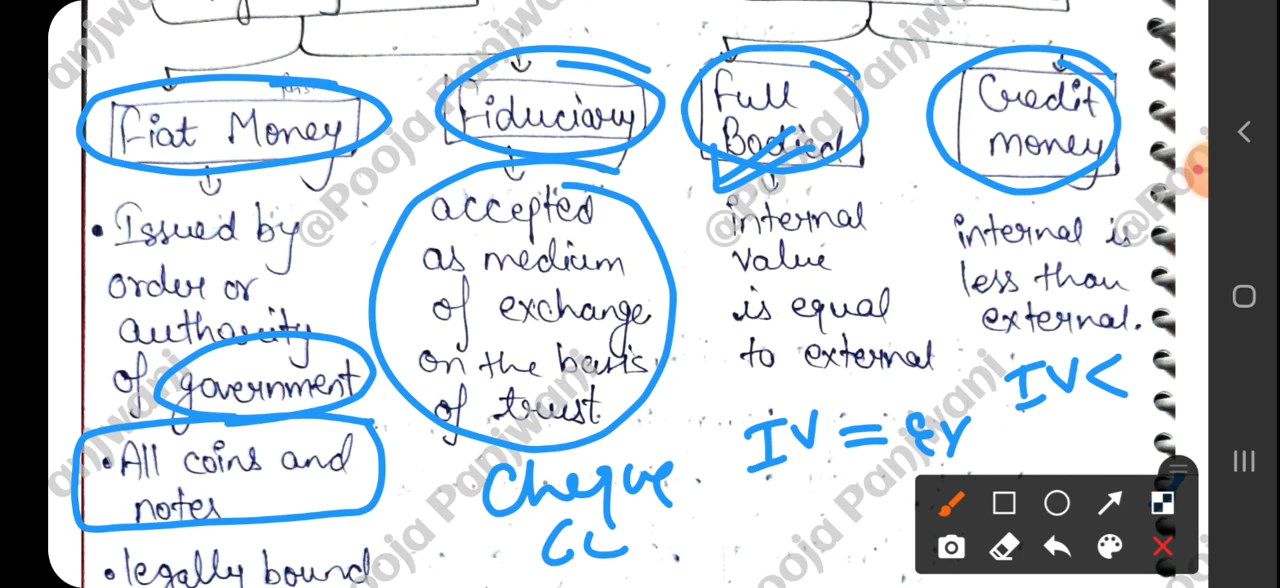 Fiat Money
• Issued by
order or
authority
of government
• All coins and
notes
• legally bound
Fiduciary
accepted
as medium
of exchange
on the basis
of trust
Cheque
Full
Bodied
internal
value
is equal
to external
IV = EV
Credit
money
internal is
less than
external.
IV <
@Pooja Panjwani